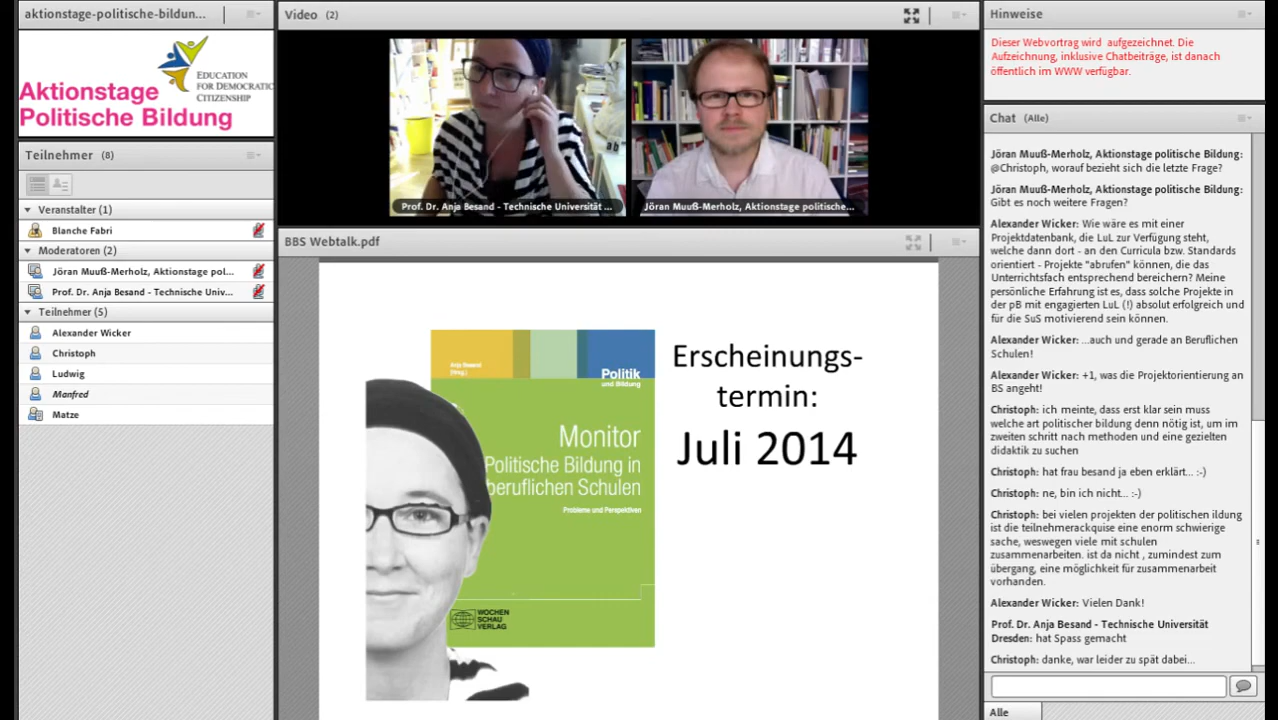 aktionstage-politische-bildun...
EDUCATION
FOR DEMOCRATIC
CITIZENSHIP
Aktionstage
Politische Bildung
Teilnehmer (8)
Veranstalter (1)
Blanche Fabri
Moderatoren (2)
Jöran Muuß-Merholz, Aktionstage pol...
Prof. Dr. Anja Besand - Technische Univ...
Teilnehmer (5)
Alexander Wicker
Christoph
Ludwig
Manfred
Matze
Video (2)
Prof. Dr. Anja Besand - Technische Universität ...
Jöran Muuß-Merholz, Aktionstage politische...
BBS Webtalk.pdf
Anja Besand
(Hrsg.)
Politik
und Bildung
Monitor
Politische Bildung in
beruflichen Schulen
Probleme und Perspektiven
WOCHEN
SCHAU
VERLAG
Erscheinungs-
termin:
Juli 2014
Hinweise
Dieser Webvortrag wird aufgezeichnet. Die
Aufzeichnung, inklusive Chatbeiträge, ist danach
öffentlich im WWW verfügbar.
Chat (Alle)
Jöran Muuß-Merholz, Aktionstage politische Bildung:
@Christoph, worauf bezieht sich die letzte Frage?
Jöran Muuß-Merholz, Aktionstage politische Bildung:
Gibt es noch weitere Fragen?
Alexander Wicker: Wie wäre es mit einer
Projektdatenbank, die LuL zur Verfügung steht,
welche dann dort - an den Curricula bzw. Standards
orientiert - Projekte "abrufen" können, die das
Unterrichtsfach entsprechend bereichern? Meine
persönliche Erfahrung ist es, dass solche Projekte in
der pB mit engagierten LuL (!) absolut erfolgreich und
für die SuS motivierend sein können.
Alexander Wicker: ...auch und gerade an Beruflichen
Schulen!
Alexander Wicker: +1, was die Projektorientierung an
BS angeht!
Christoph: ich meinte, dass erst klar sein muss
welche art politischer bildung denn nötig ist, um im
zweiten schritt nach methoden und eine gezielten
didaktik zu suchen
Christoph: hat frau besand ja eben erklärt... :-)
Christoph: ne, bin ich nicht... :-)
Christoph: bei vielen projekten der politischen ildung
ist die teilnehmerackquise eine enorm schwierige
sache, weswegen viele mit schulen
zusammenarbeiten. ist da nicht , zumindest zum
übergang, eine möglichkeit für zusammenarbeit
vorhanden.
Alexander Wicker: Vielen Dank!
Prof. Dr. Anja Besand - Technische Universität
Dresden: hat Spass gemacht
Christoph: danke, war leider zu spät dabei...
Alle